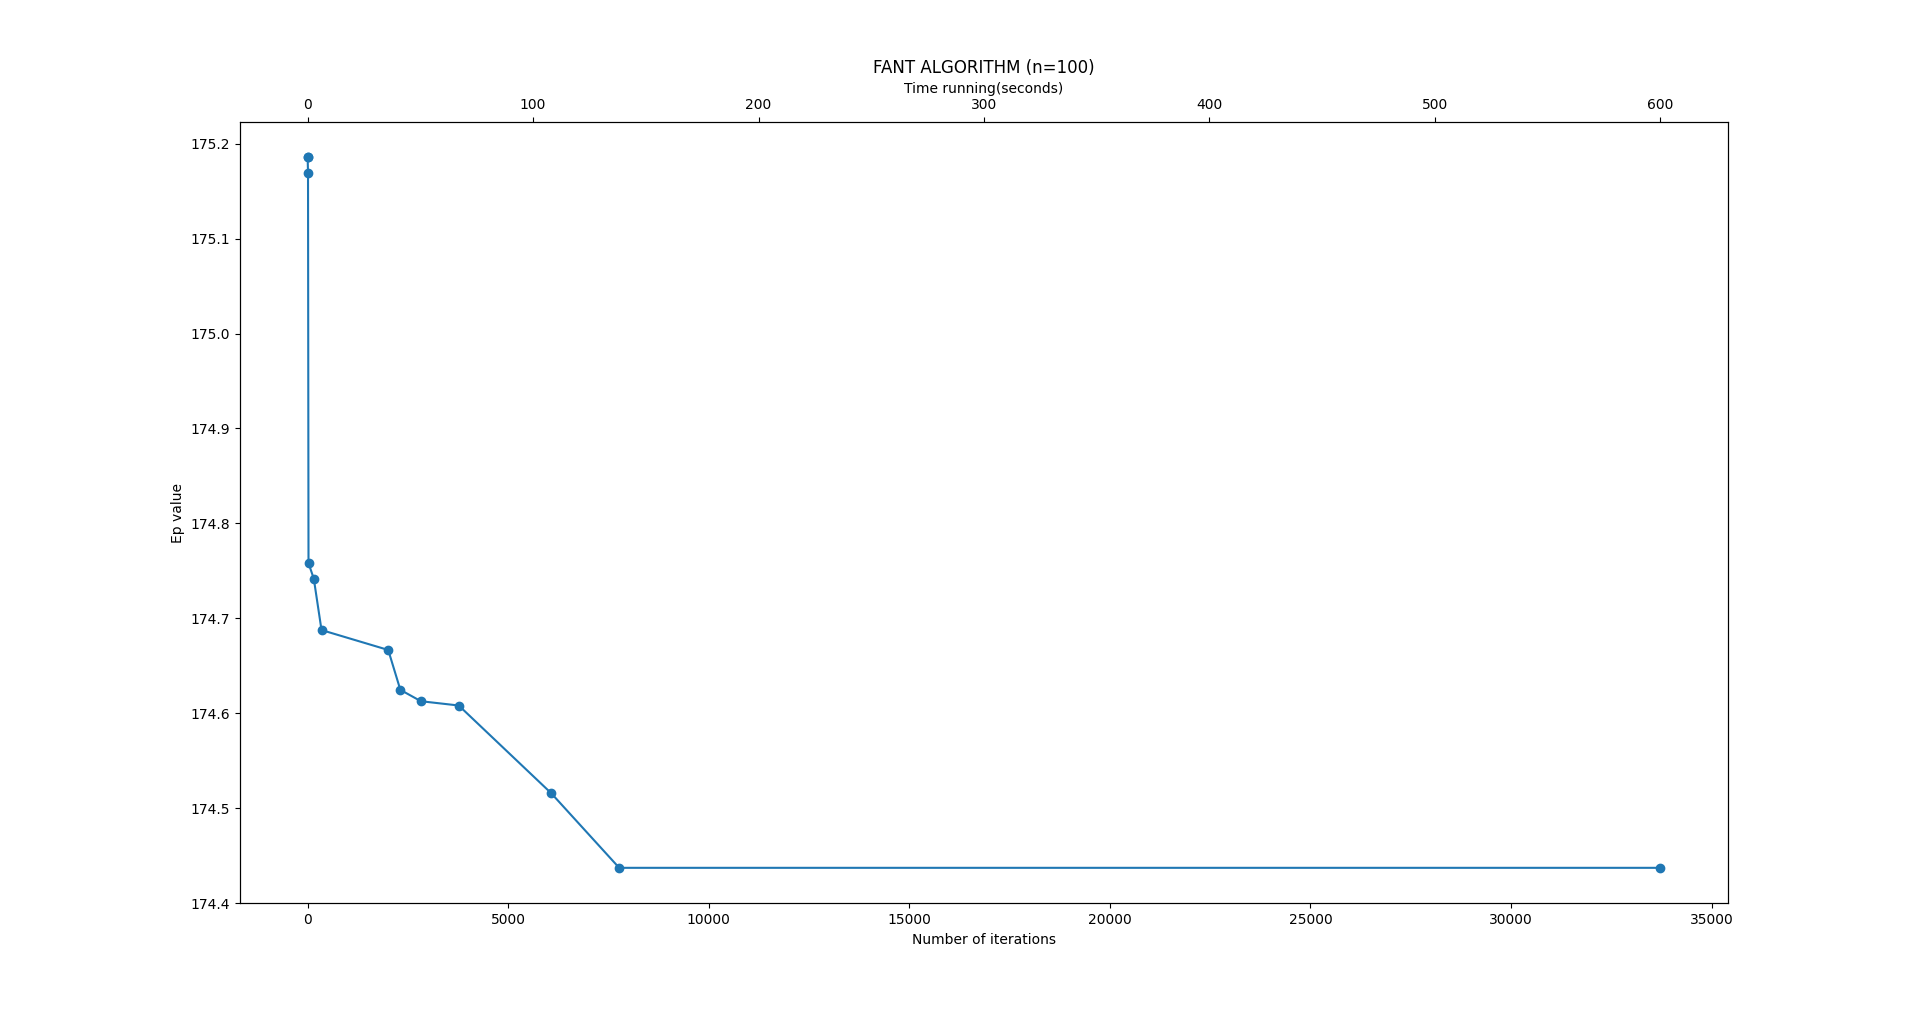 FANT ALGORITHM (n=100)
Time running(seconds)
0 100 200 300 400 500 600
175.2
175.1
175.0
174.9
174.8
174.7
174.6
174.5
174.4
Ep value
0 5000 10000 15000 20000 25000 30000 35000
Number of iterations